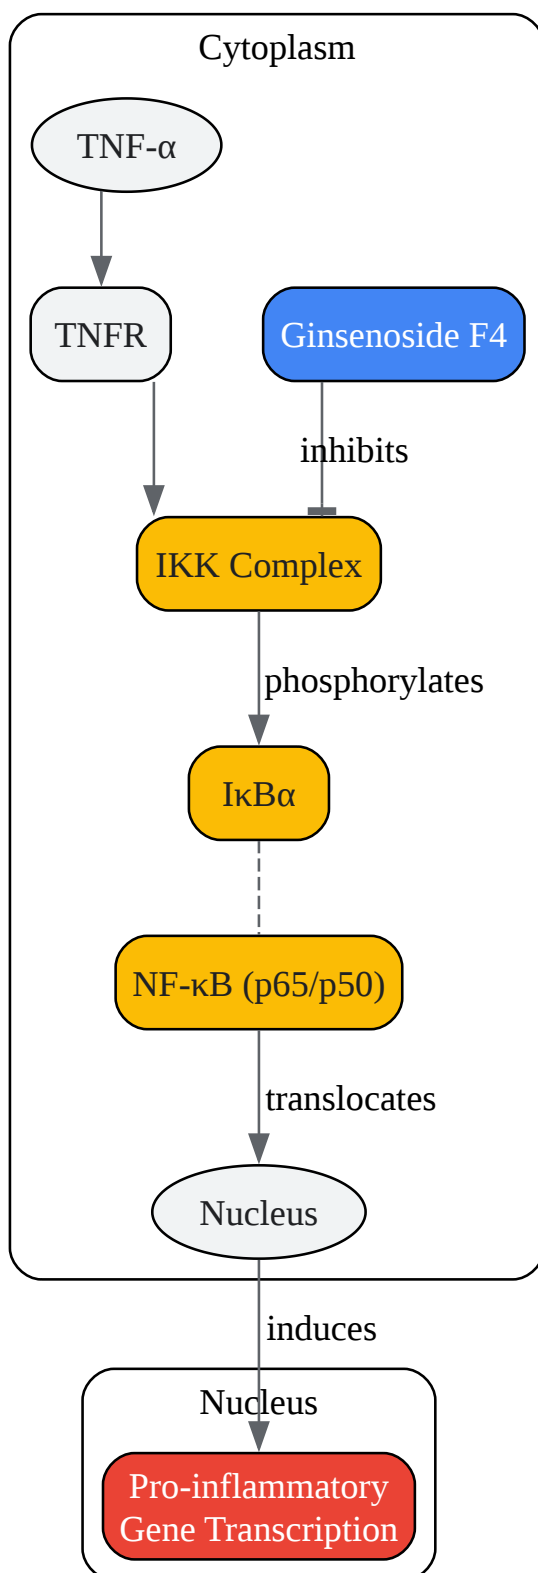 Cytoplasm
TNF-α
TNFR
Ginsenoside F4
inhibits
IKK Complex
phosphorylates
IκBα
NF-κB (p65/p50)
translocates
Nucleus
induces
Nucleus
Pro-inflammatory
Gene Transcription